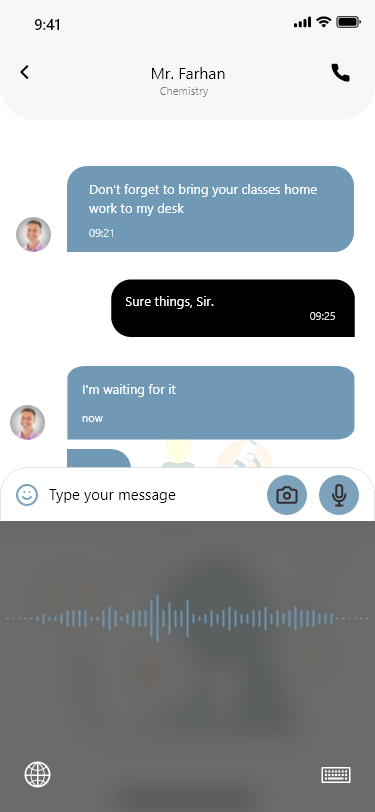 9:41
Mr. Farhan
Chemistry
Don't forget to bring your classes home
work to my desk
09:21
Sure things, Sir.
09:25
I'm waiting for it
now
Type your message